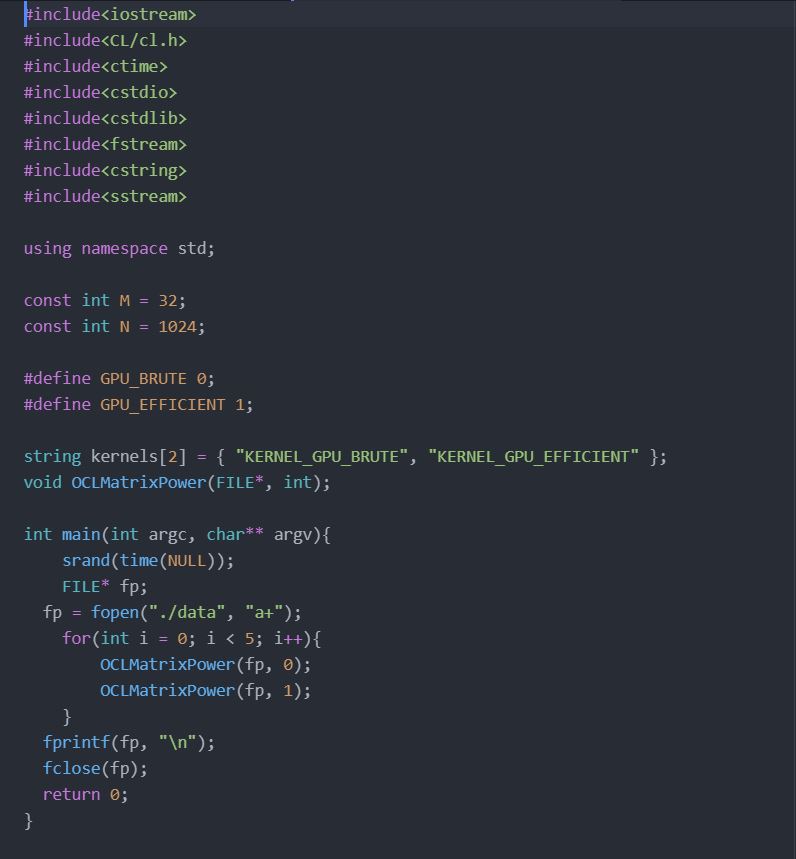 #include<iostream>
#include<CL/cl.h>
#include<ctime>
#include<cstdio>
#include<cstdlib>
#include<fstream>
#include<cstring>
#include<sstream>

using namespace std;

const int M = 32;
const int N = 1024;

#define GPU_BRUTE 0;
#define GPU_EFFICIENT 1;

string kernels[2] = { "KERNEL_GPU_BRUTE", "KERNEL_GPU_EFFICIENT" };
void OCLMatrixPower(FILE*, int);

int main(int argc, char** argv){
    srand(time(NULL));
    FILE* fp;
  fp = fopen("./data", "a+");
    for(int i = 0; i < 5; i++){
        OCLMatrixPower(fp, 0);
        OCLMatrixPower(fp, 1);
    }
  fprintf(fp, "\n");
  fclose(fp);
  return 0;
}